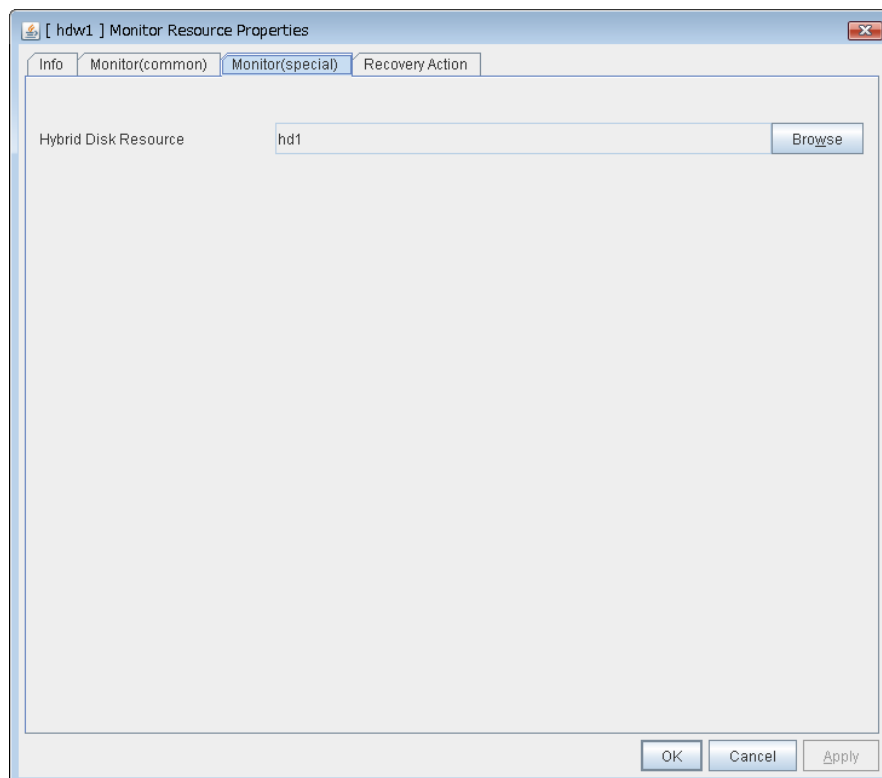 [ hdw1 ] Monitor Resource Properties
Info Monitor(common) Monitor(special) Recovery Action
Hybrid Disk Resource hd1 Browse
OK Cancel Apply